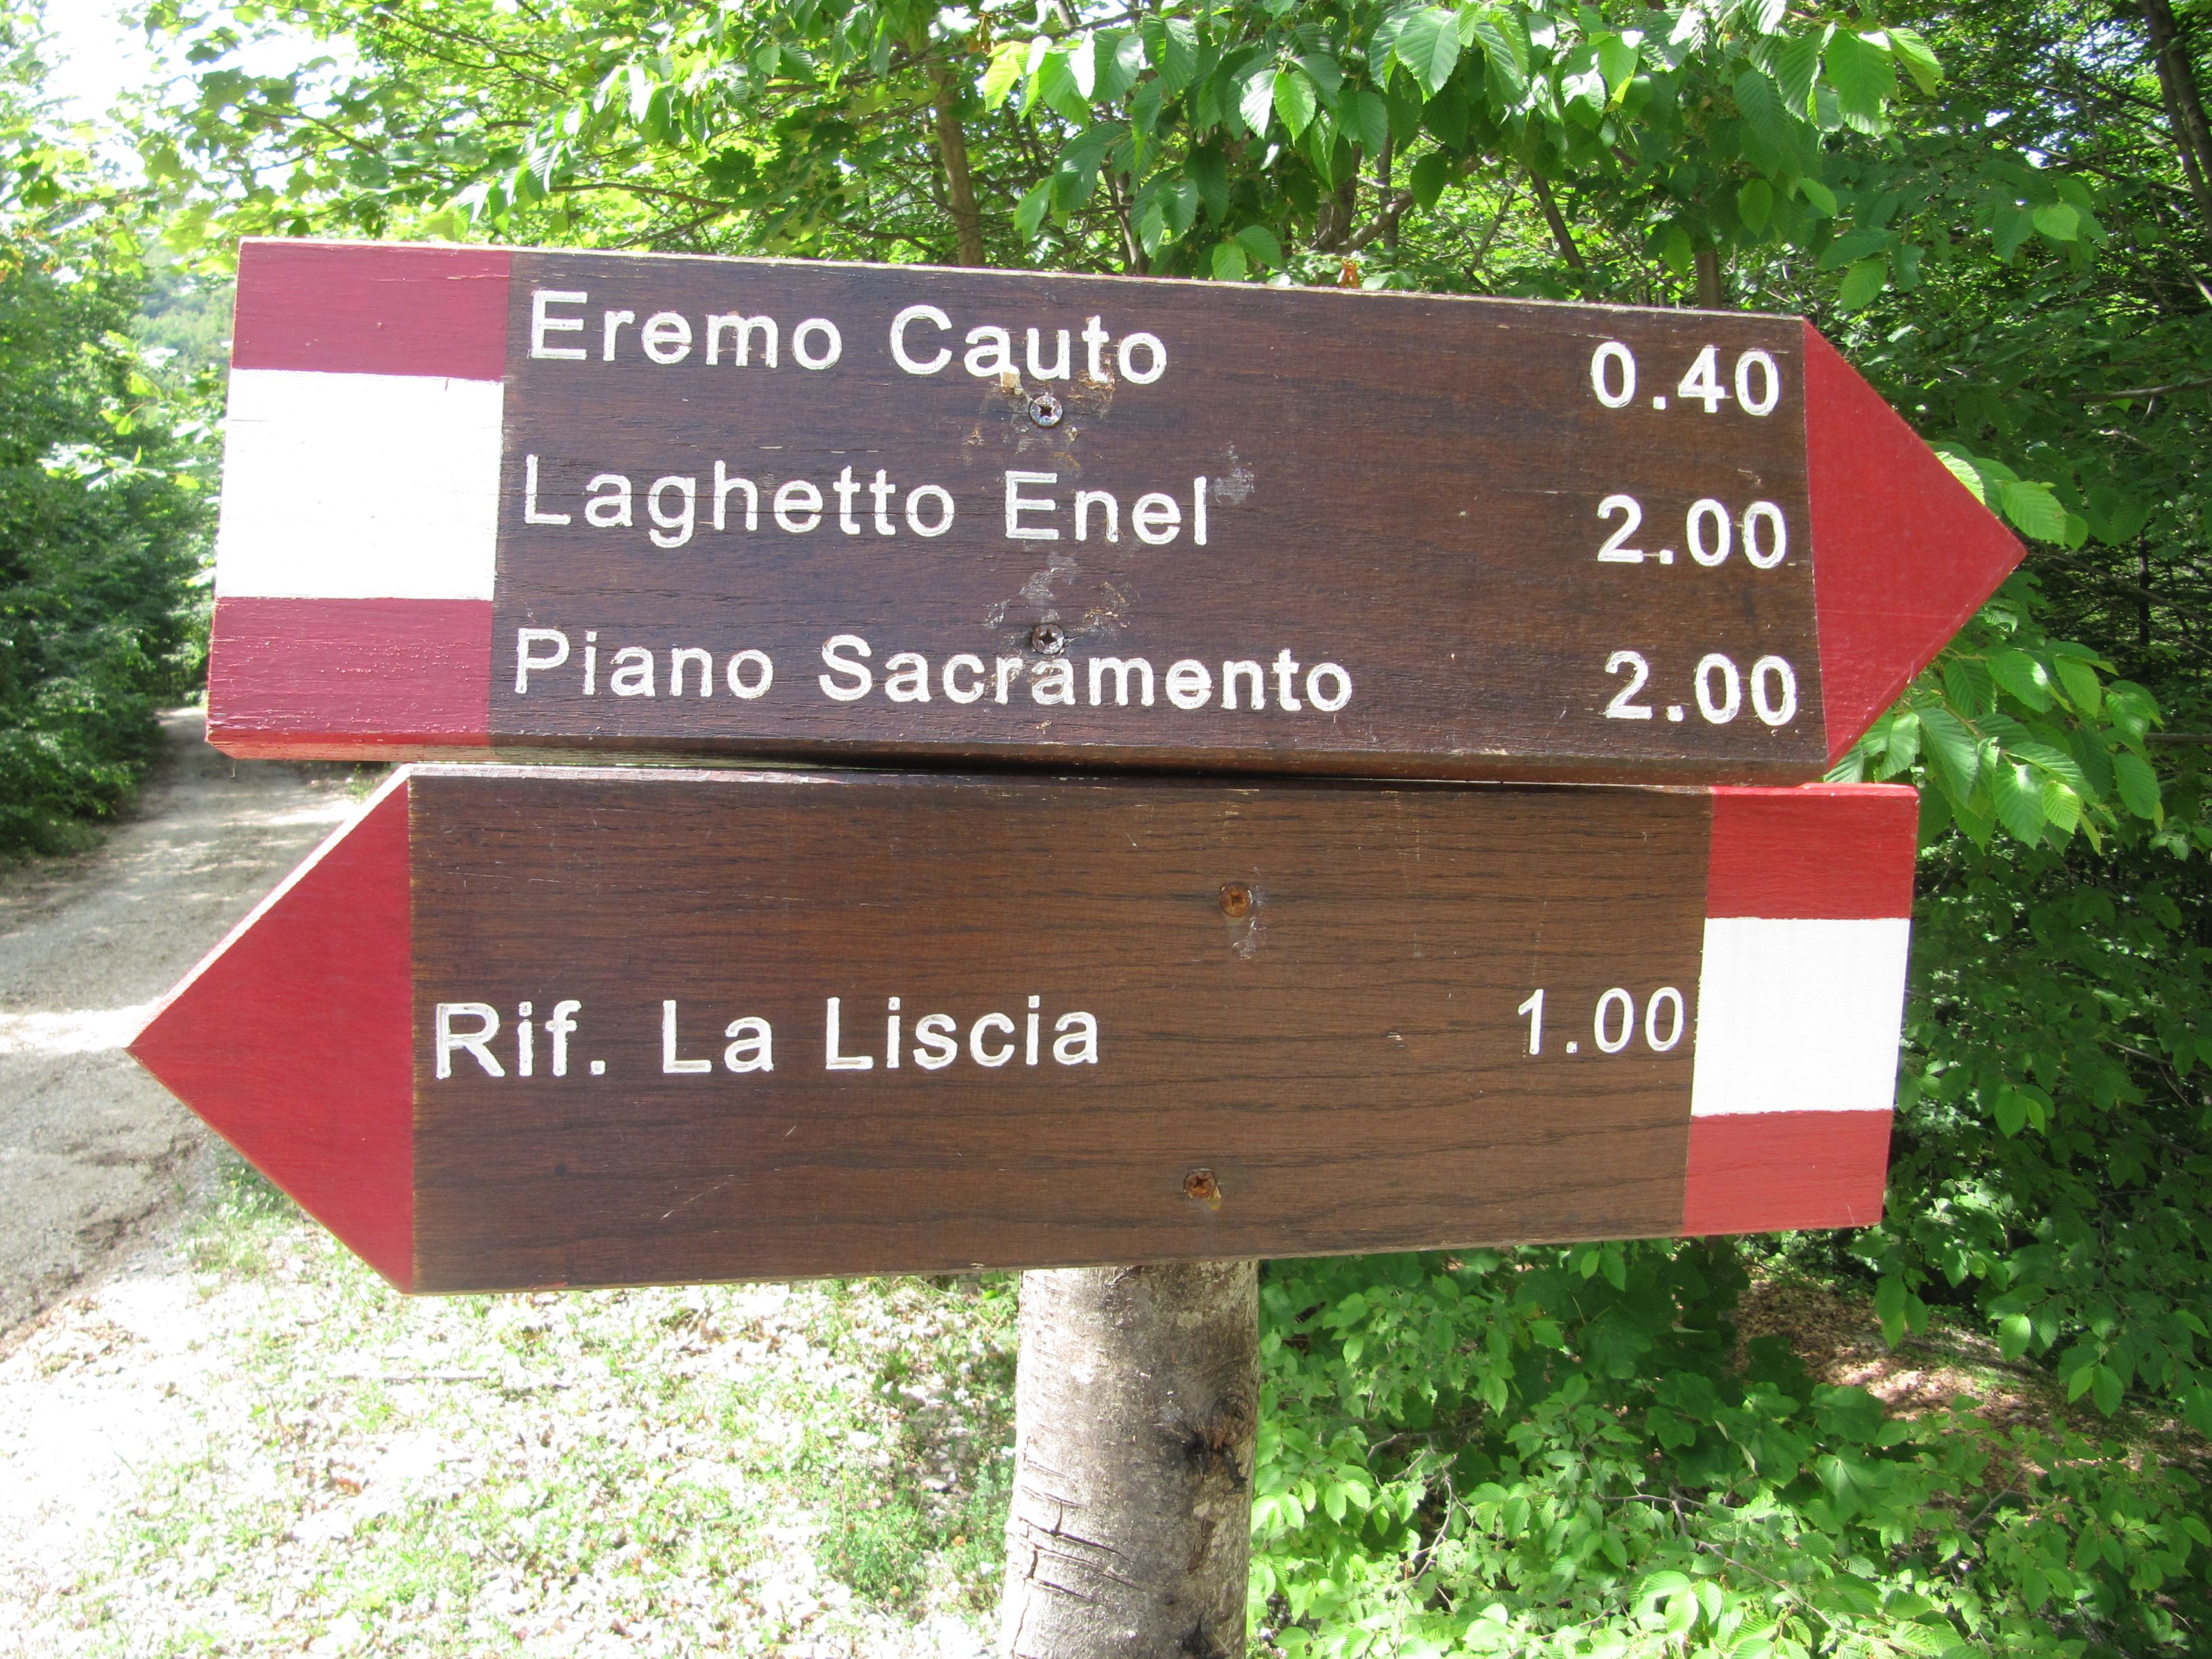 Eremo Cauto 0.40
Laghetto Enel 2.00
Piano Sacramento 2.00
Rif. La Liscia 1.00